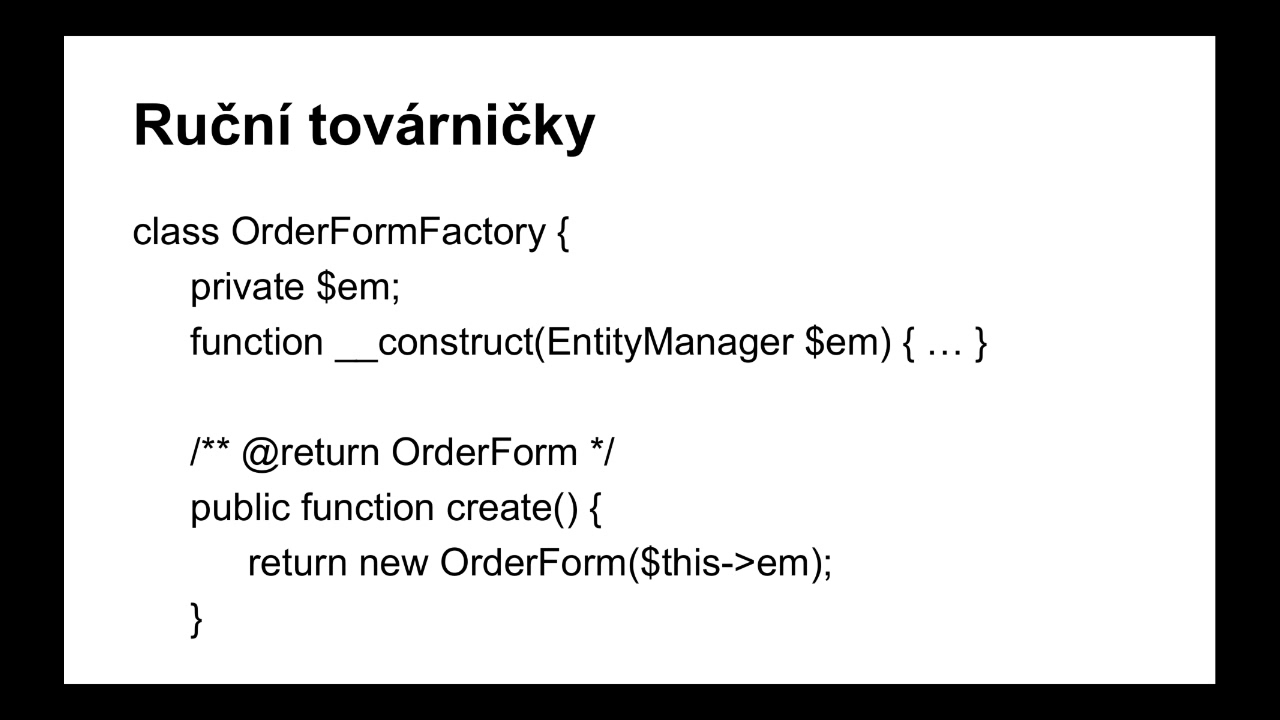 Ruční továrničky
class OrderFormFactory {
private $em;
function __construct(EntityManager $em) { … }
/** @return OrderForm */
public function create() {
return new OrderForm($this->em);
}